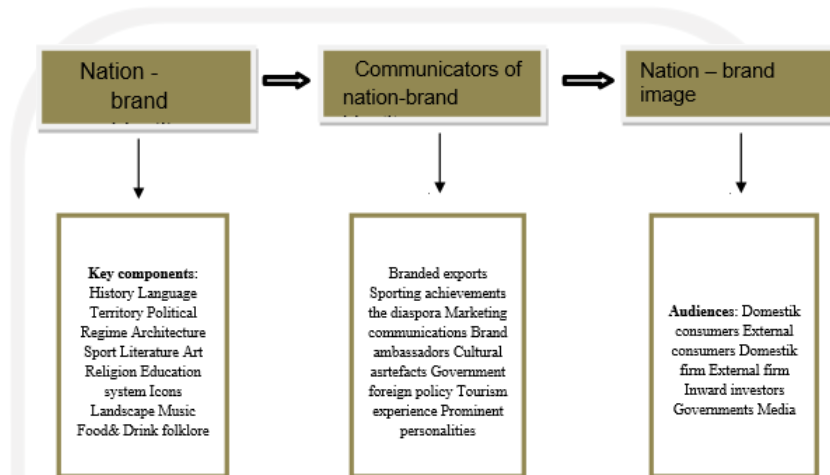 Nation -
brand
Communicators of
nation-brand
Nation – brand
image
Key components:
History Language
Territory Political
Regime Architecture
Sport Literature Art
Religion Education
system Icons
Landscape Music
Food& Drink folklore
Branded exports
Sporting achievements
the diaspora Marketing
communications Brand
ambassadors Cultural
astefacts Government
foreign policy Tourism
experience Prominent
personalities
Audiences: Domestik
consumers External
consumers Domestik
firm External firm
Inward investors
Governments Media